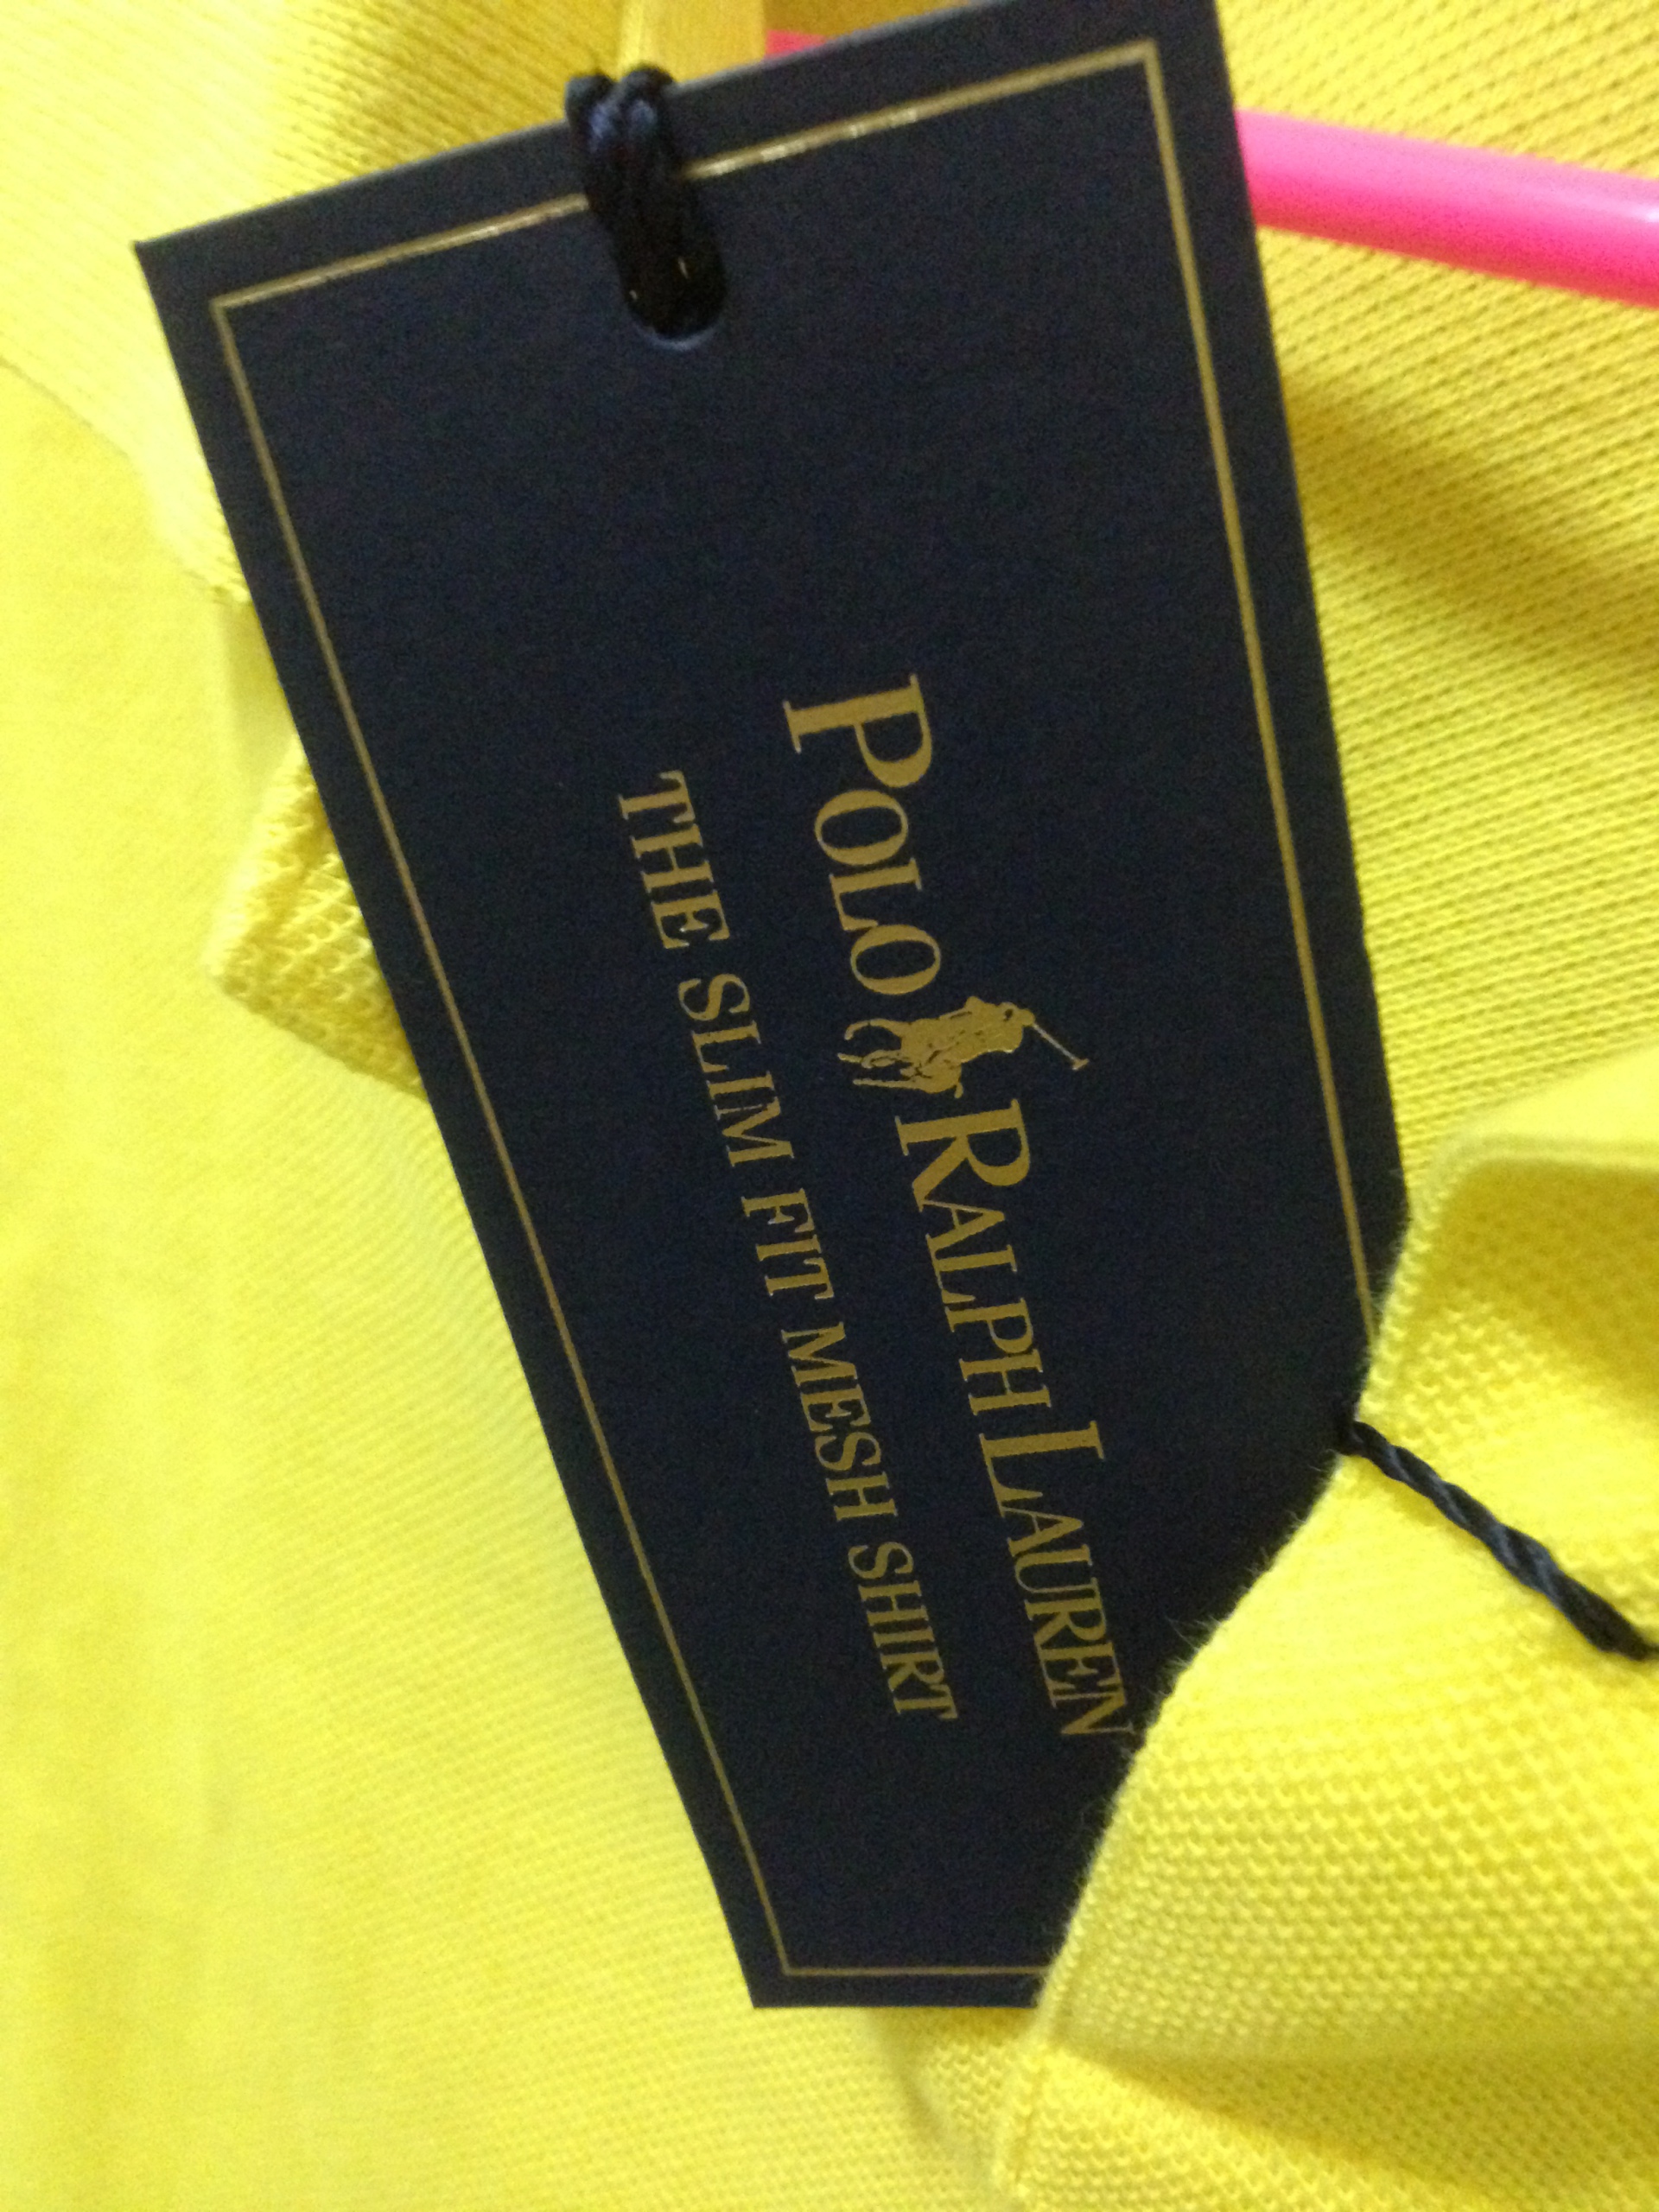 POLO RALPH LAUREN
THE SLIM FIT MESH SHIRT